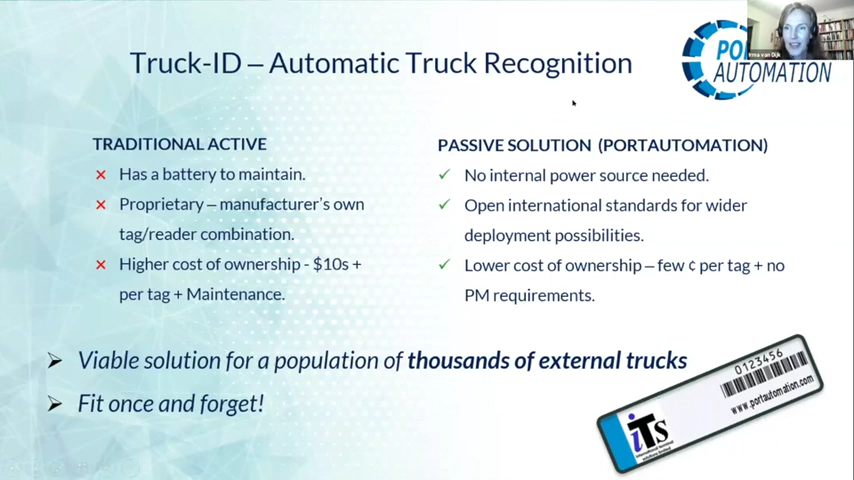 Irma van Dijk
Truck-ID – Automatic Truck Recognition
AUTOMATION
TRADITIONAL ACTIVE
✕ Has a battery to maintain.
✕ Proprietary – manufacturer's own
tag/reader combination.
✕ Higher cost of ownership - $10s +
per tag + Maintenance.
PASSIVE SOLUTION (PORTAUTOMATION)
✓ No internal power source needed.
✓ Open international standards for wider
deployment possibilities.
✓ Lower cost of ownership – few ¢ per tag + no
PM requirements.
➢ Viable solution for a population of thousands of external trucks
➢ Fit once and forget!
0123456
www.portautomation.com
iTS